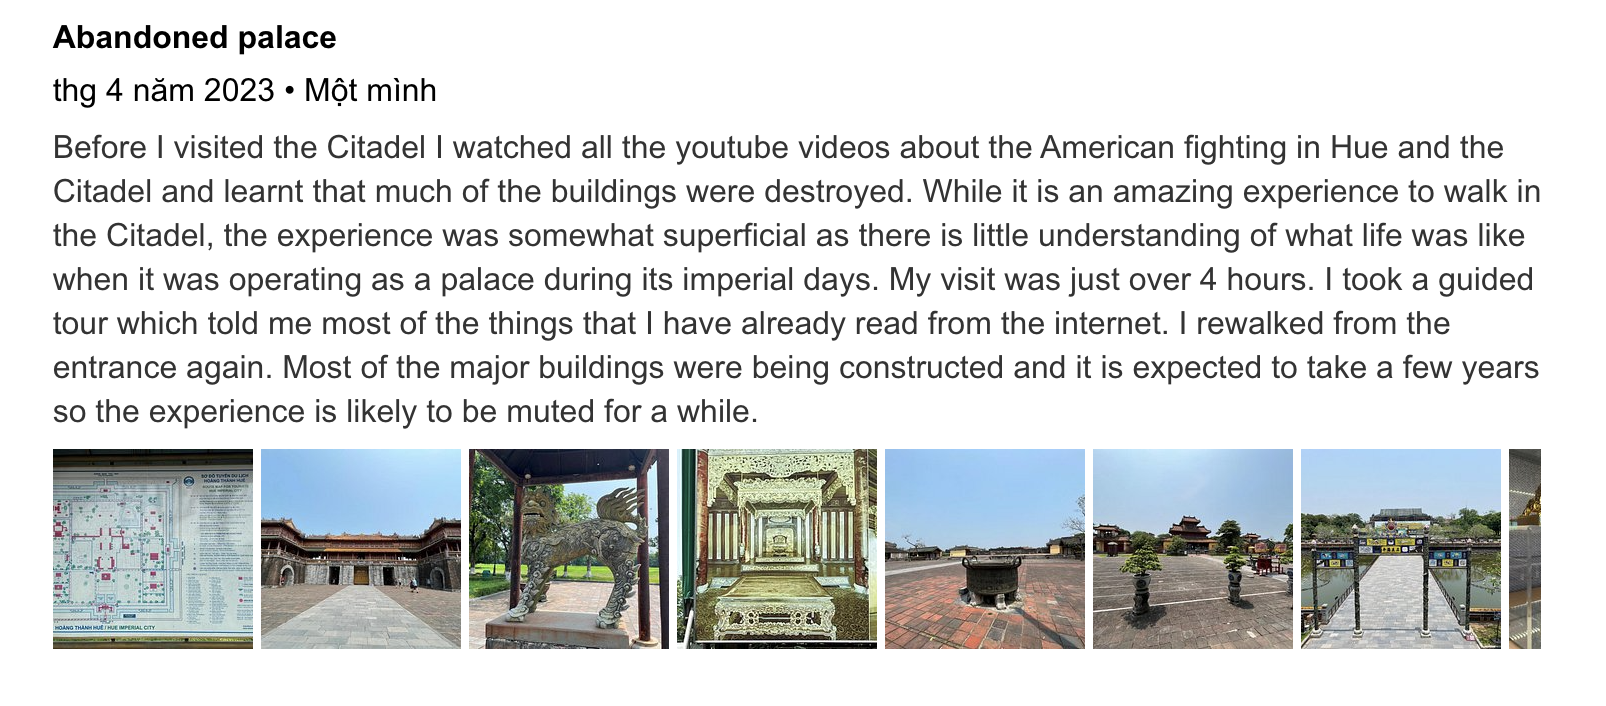 Abandoned palace
thg 4 năm 2023 • Một mình
Before I visited the Citadel I watched all the youtube videos about the American fighting in Hue and the
Citadel and learnt that much of the buildings were destroyed. While it is an amazing experience to walk in
the Citadel, the experience was somewhat superficial as there is little understanding of what life was like
when it was operating as a palace during its imperial days. My visit was just over 4 hours. I took a guided
tour which told me most of the things that I have already read from the internet. I rewalked from the
entrance again. Most of the major buildings were being constructed and it is expected to take a few years
so the experience is likely to be muted for a while.
SƠ ĐỒ TUYẾN DU LỊCH
HOÀNG THÀNH HUẾ
HOÀNG THÀNH HUẾ / HUE IMPERIAL CITY